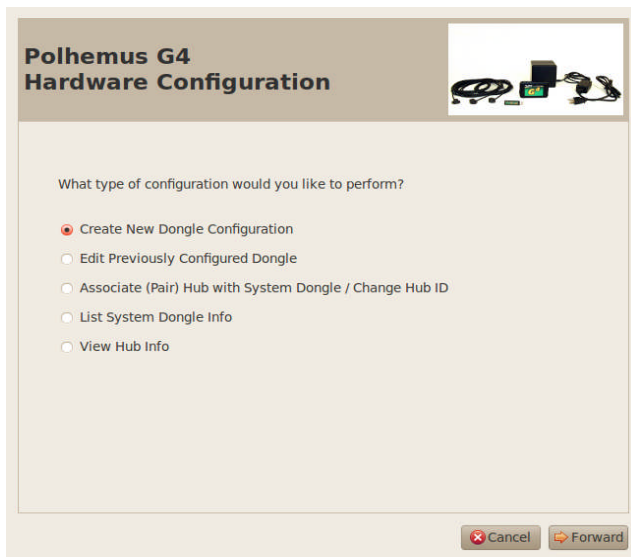 Polhemus G4
Hardware Configuration
What type of configuration would you like to perform?
Create New Dongle Configuration
Edit Previously Configured Dongle
Associate (Pair) Hub with System Dongle / Change Hub ID
List System Dongle Info
View Hub Info
Cancel
Forward